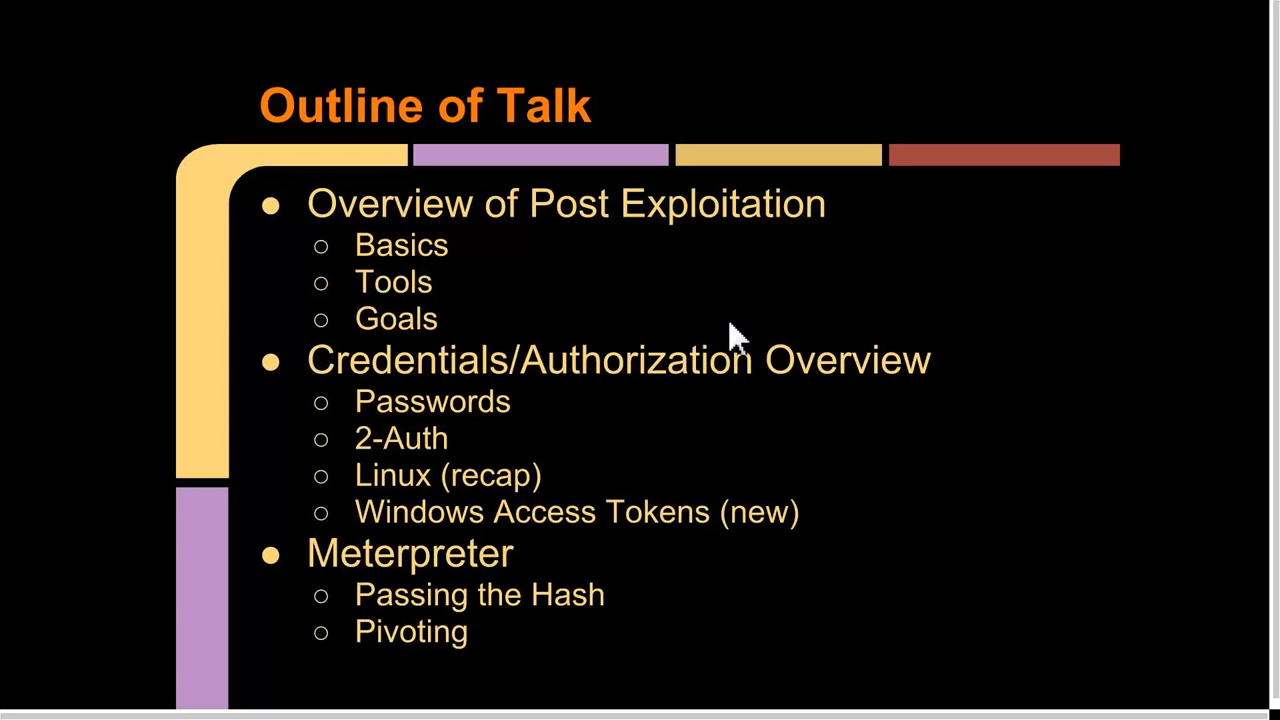 Outline of Talk
● Overview of Post Exploitation
○ Basics
○ Tools
○ Goals
● Credentials/Authorization Overview
○ Passwords
○ 2-Auth
○ Linux (recap)
○ Windows Access Tokens (new)
● Meterpreter
○ Passing the Hash
○ Pivoting